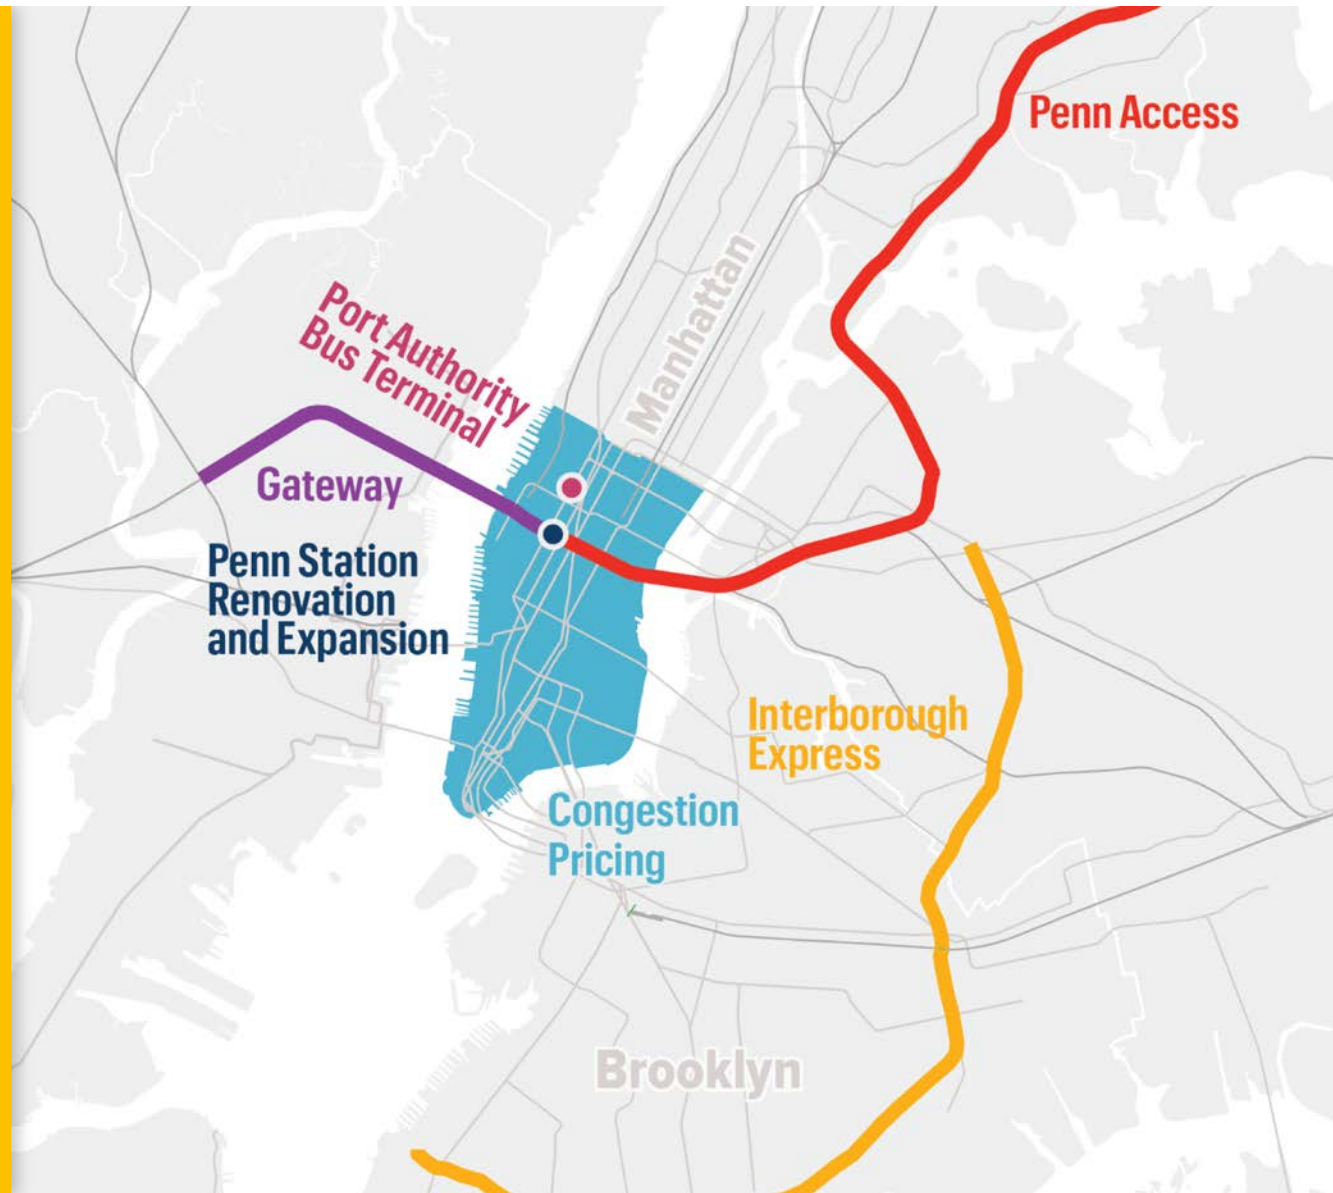 Penn Access
Manhattan
Port Authority
Bus Terminal
Gateway
Penn Station
Renovation
and Expansion
Interborough
Express
Congestion
Pricing
Brooklyn